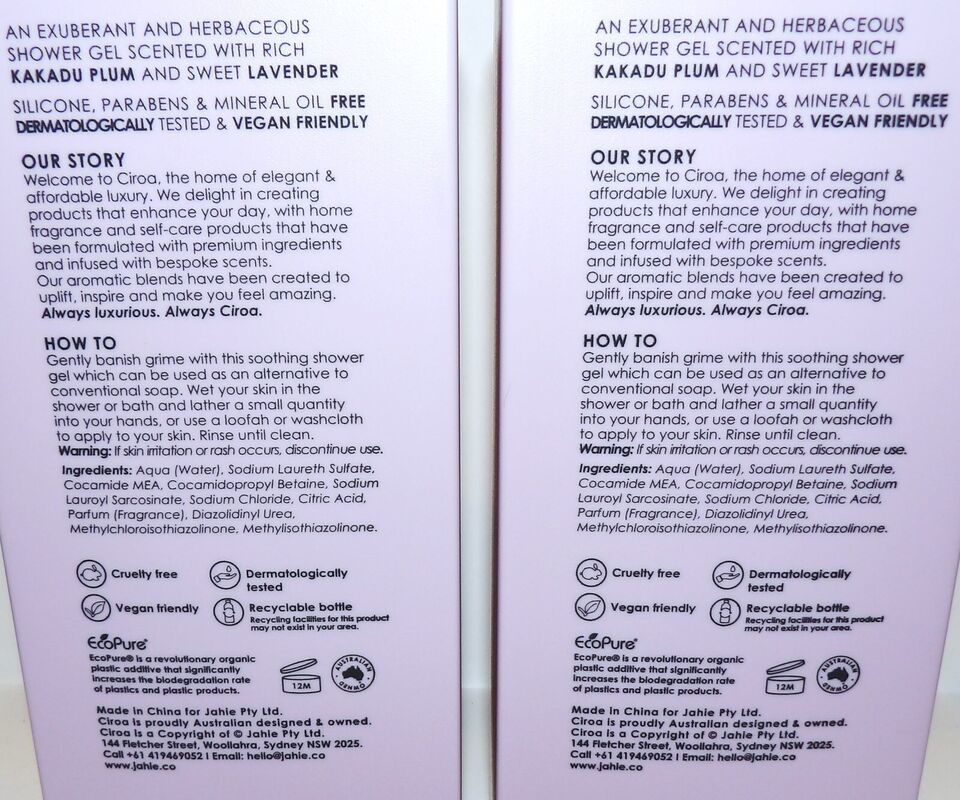 AN EXUBERANT AND HERBACEOUS
SHOWER GEL SCENTED WITH RICH
KAKADU PLUM AND SWEET LAVENDER
SILICONE, PARABENS & MINERAL OIL FREE
DERMATOLOGICALLY TESTED & VEGAN FRIENDLY
OUR STORY
Welcome to Ciroa, the home of elegant &
affordable luxury. We delight in creating
products that enhance your day, with home
fragrance and self-care products that have
been formulated with premium ingredients
and infused with bespoke scents.
Our aromatic blends have been created to
uplift, inspire and make you feel amazing.
Always luxurious. Always Ciroa.
HOW TO
Gently banish grime with this soothing shower
gel which can be used as an alternative to
conventional soap. Wet your skin in the
shower or bath and lather a small quantity
into your hands, or use a loofah or washcloth
to apply to your skin. Rinse until clean.
Warning: If skin irritation or rash occurs, discontinue use.
Ingredients: Aqua (Water), Sodium Laureth Sulfate,
Cocamide MEA, Cocamidopropyl Betaine, Sodium
Lauroyl Sarcosinate, Sodium Chloride, Citric Acid,
Parfum (Fragrance), Diazolidinyl Urea,
Methylchloroisothiazolinone, Methylisothiazolinone.
Cruelty free
Dermatologically
tested
Vegan friendly
Recyclable bottle
Recycling facilities for this product
may not exist in your area.
EcoPure®
EcoPure® is a revolutionary organic
plastic additive that significantly
increases the biodegradation rate
of plastics and plastic products.
12M
AUSTRALIAN
Made in China for Jahie Pty Ltd.
Ciroa is proudly Australian designed & owned.
Ciroa is a Copyright of © Jahie Pty Ltd.
144 Fletcher Street, Woollahra, Sydney NSW 2025.
Call +61 419469052 I Email: hello@jahie.co
www.jahie.co
AN EXUBERANT AND HERBACEOUS
SHOWER GEL SCENTED WITH RICH
KAKADU PLUM AND SWEET LAVENDER
SILICONE, PARABENS & MINERAL OIL FREE
DERMATOLOGICALLY TESTED & VEGAN FRIENDLY
OUR STORY
Welcome to Ciroa, the home of elegant &
affordable luxury. We delight in creating
products that enhance your day, with home
fragrance and self-care products that have
been formulated with premium ingredients
and infused with bespoke scents.
Our aromatic blends have been created to
uplift, inspire and make you feel amazing.
Always luxurious. Always Ciroa.
HOW TO
Gently banish grime with this soothing shower
gel which can be used as an alternative to
conventional soap. Wet your skin in the
shower or bath and lather a small quantity
into your hands, or use a loofah or washcloth
to apply to your skin. Rinse until clean.
Warning: If skin irritation or rash occurs, discontinue use.
Ingredients: Aqua (Water), Sodium Laureth Sulfate,
Cocamide MEA, Cocamidopropyl Betaine, Sodium
Lauroyl Sarcosinate, Sodium Chloride, Citric Acid,
Parfum (Fragrance), Diazolidinyl Urea,
Methylchloroisothiazolinone, Methylisothiazolinone.
Cruelty free
Dermatologically
tested
Vegan friendly
Recyclable bottle
Recycling facilities for this product
may not exist in your area.
EcoPure®
EcoPure® is a revolutionary organic
plastic additive that significantly
increases the biodegradation rate
of plastics and plastic products.
12M
AUSTRALIAN
Made in China for Jahie Pty Ltd.
Ciroa is proudly Australian designed & owned.
Ciroa is a Copyright of © Jahie Pty Ltd.
144 Fletcher Street, Woollahra, Sydney NSW 2025.
Call +61 419469052 I Email: hello@jahie.co
www.jahie.co